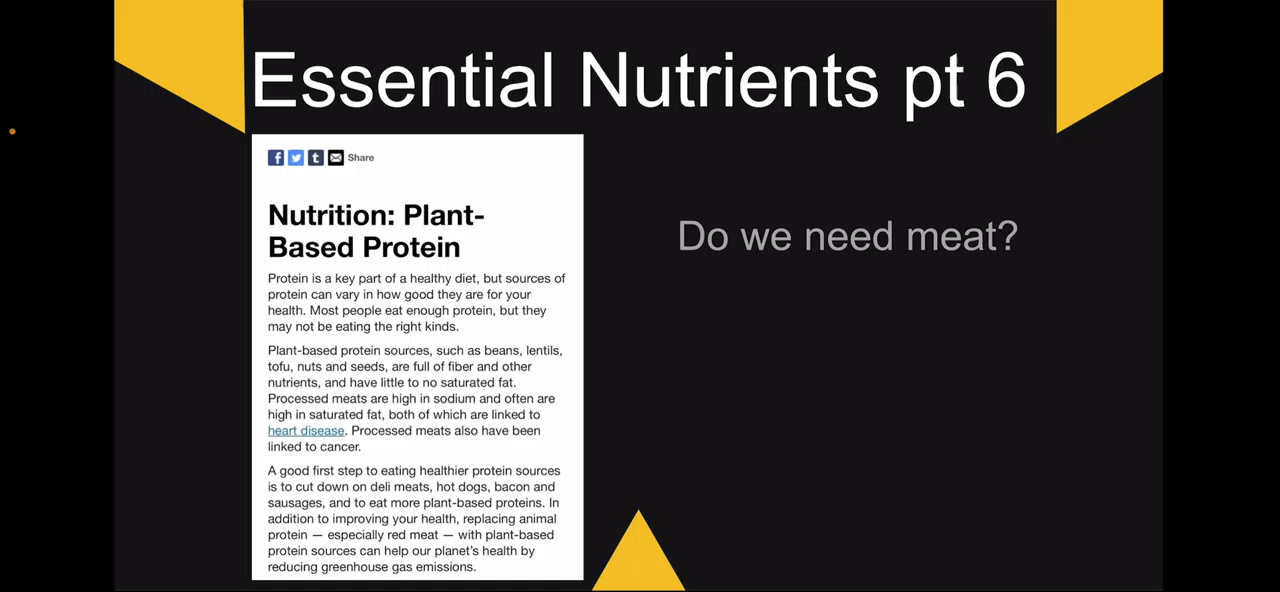 Essential Nutrients pt 6
Share
Nutrition: Plant-
Based Protein
Protein is a key part of a healthy diet, but sources of
protein can vary in how good they are for your
health. Most people eat enough protein, but they
may not be eating the right kinds.
Plant-based protein sources, such as beans, lentils,
tofu, nuts and seeds, are full of fiber and other
nutrients, and have little to no saturated fat.
Processed meats are high in sodium and often are
high in saturated fat, both of which are linked to
heart disease. Processed meats also have been
linked to cancer.
A good first step to eating healthier protein sources
is to cut down on deli meats, hot dogs, bacon and
sausages, and to eat more plant-based proteins. In
addition to improving your health, replacing animal
protein — especially red meat — with plant-based
protein sources can help our planet's health by
reducing greenhouse gas emissions.
Do we need meat?